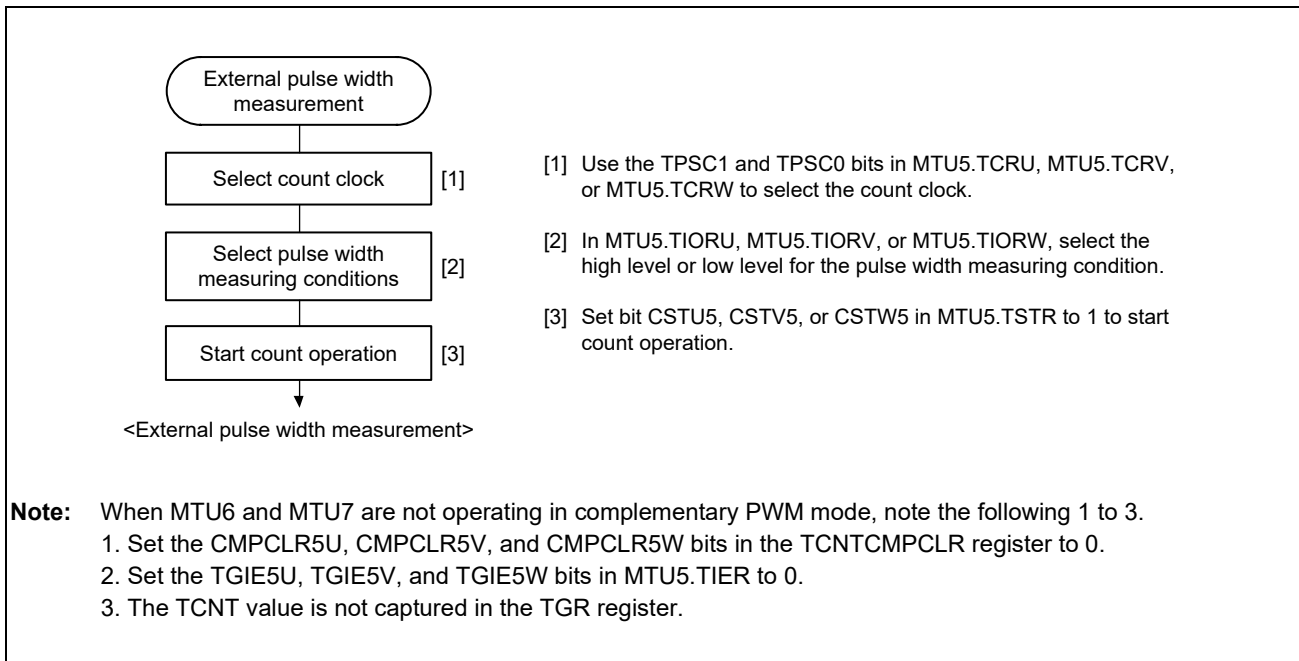 External pulse width
measurement
Select count clock
[1]
Select pulse width
measuring conditions
[2]
Start count operation
[3]
<External pulse width measurement>
[1] Use the TPSC1 and TPSC0 bits in MTU5.TCRU, MTU5.TCRV,
or MTU5.TCRW to select the count clock.
[2] In MTU5.TIORU, MTU5.TIORV, or MTU5.TIORW, select the
high level or low level for the pulse width measuring condition.
[3] Set bit CSTU5, CSTV5, or CSTW5 in MTU5.TSTR to 1 to start
count operation.
Note: When MTU6 and MTU7 are not operating in complementary PWM mode, note the following 1 to 3.
1. Set the CMPCLR5U, CMPCLR5V, and CMPCLR5W bits in the TCNTCMPCLR register to 0.
2. Set the TGIE5U, TGIE5V, and TGIE5W bits in MTU5.TIER to 0.
3. The TCNT value is not captured in the TGR register.